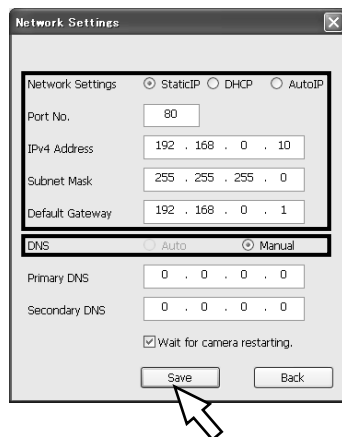 Network Settings
Network Settings StaticIP DHCP AutoIP
Port No. 80
IPv4 Address 192 . 168 . 0 . 10
Subnet Mask 255 . 255 . 255 . 0
Default Gateway 192 . 168 . 0 . 1
DNS Auto Manual
Primary DNS 0 . 0 . 0 . 0
Secondary DNS 0 . 0 . 0 . 0
Wait for camera restarting.
Save Back